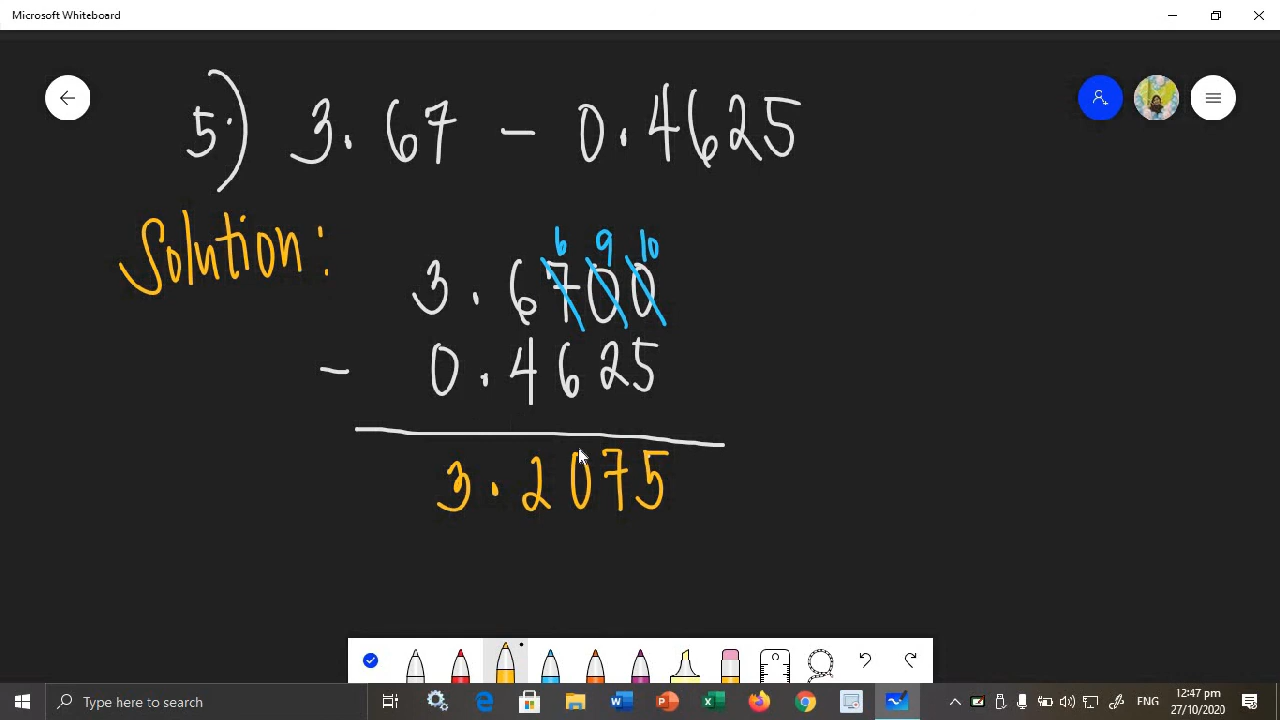 Microsoft Whiteboard
5.) 3.67 - 0.4625
Solution:
6 9 10
3.6700
- 0.4625
3.2075
Type here to search
ENG
12:47 pm
27/10/2020